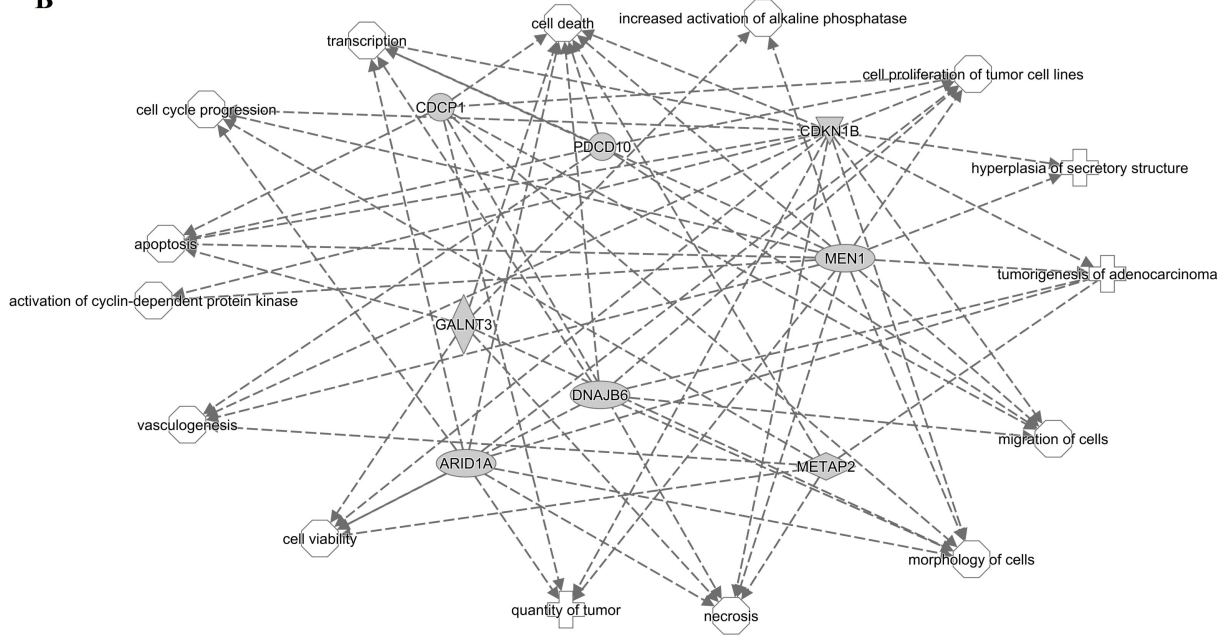 B
increased activation of alkaline phosphatase
cell death
transcription
cell proliferation of tumor cell lines
CDCP1
cell cycle progression
CDKN1B
PDCD10
hyperplasia of secretory structure
apoptosis
MEN1
tumorigenesis of adenocarcinoma
activation of cyclin-dependent protein kinase
GALNT3
DNAJB6
vasculogenesis
migration of cells
ARID1A
METAP2
cell viability
morphology of cells
quantity of tumor
necrosis